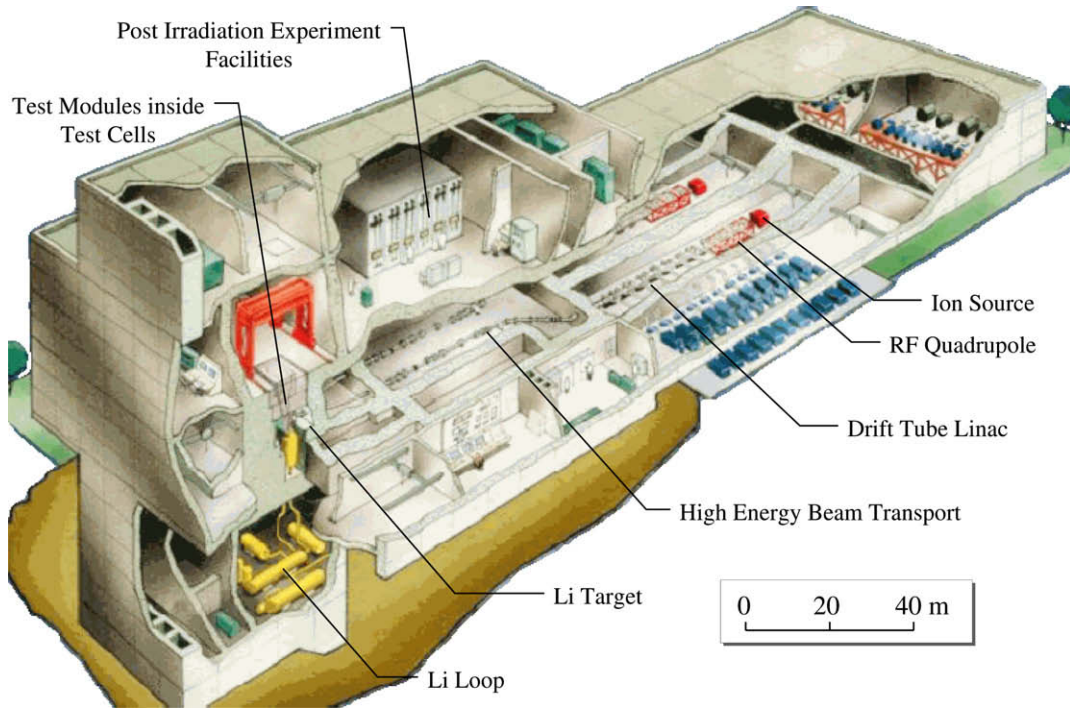 Post Irradiation Experiment
Facilities
Test Modules inside
Test Cells
Ion Source
RF Quadrupole
Drift Tube Linac
High Energy Beam Transport
Li Target
Li Loop
0 20 40 m